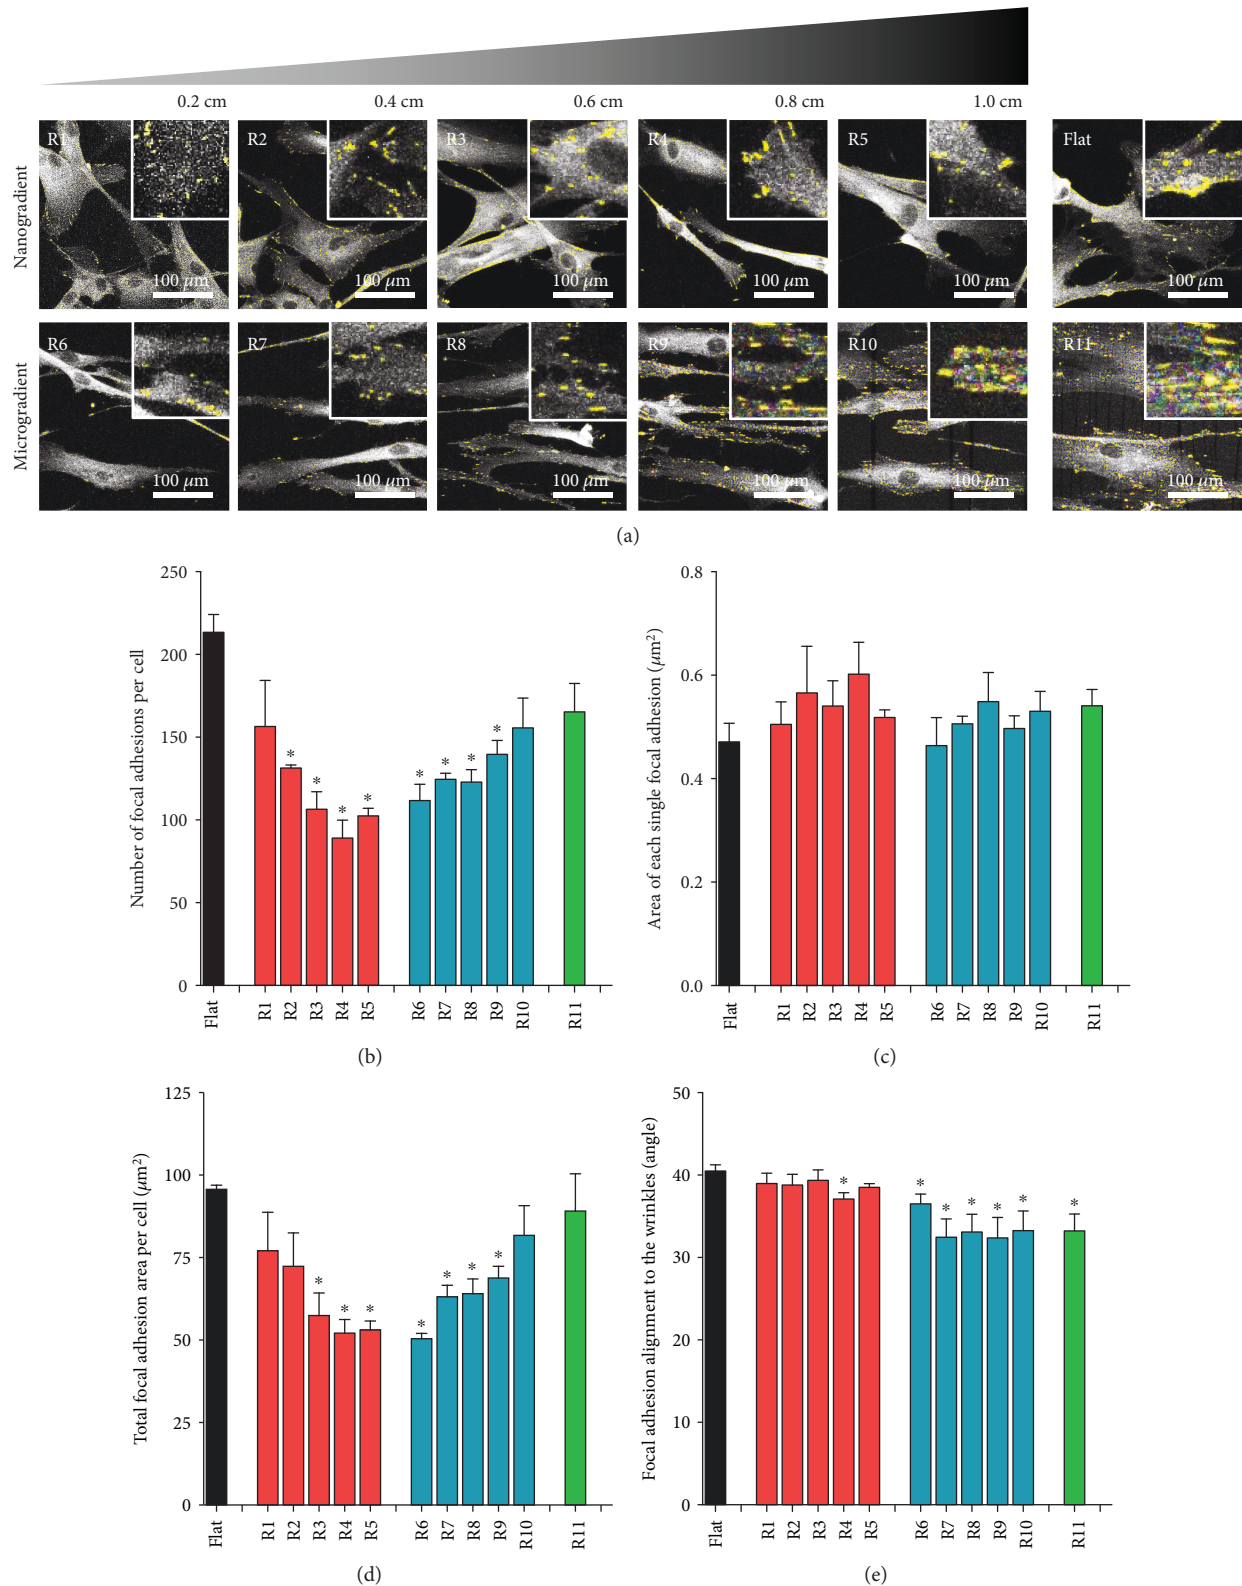 0.2 cm 0.4 cm 0.6 cm 0.8 cm 1.0 cm
Nanogradient
R1 R2 R3 R4 R5 Flat
100 μm 100 μm 100 μm 100 μm 100 μm 100 μm
Microgradient
R6 R7 R8 R9 R10 R11
100 μm 100 μm 100 μm 100 μm 100 μm 100 μm
(a)
Number of focal adhesions per cell
250
200
150
100
50
0
* * * * * * * *
Flat R1 R2 R3 R4 R5 R6 R7 R8 R9 R10 R11
(b)
Area of each single focal adhesion (μm²)
0.8
0.6
0.4
0.2
0.0
Flat R1 R2 R3 R4 R5 R6 R7 R8 R9 R10 R11
(c)
Total focal adhesion area per cell (μm²)
125
100
75
50
25
0
* * * * * * *
Flat R1 R2 R3 R4 R5 R6 R7 R8 R9 R10 R11
(d)
Focal adhesion alignment to the wrinkles (angle)
50
40
30
20
10
0
* * * * * * *
Flat R1 R2 R3 R4 R5 R6 R7 R8 R9 R10 R11
(e)